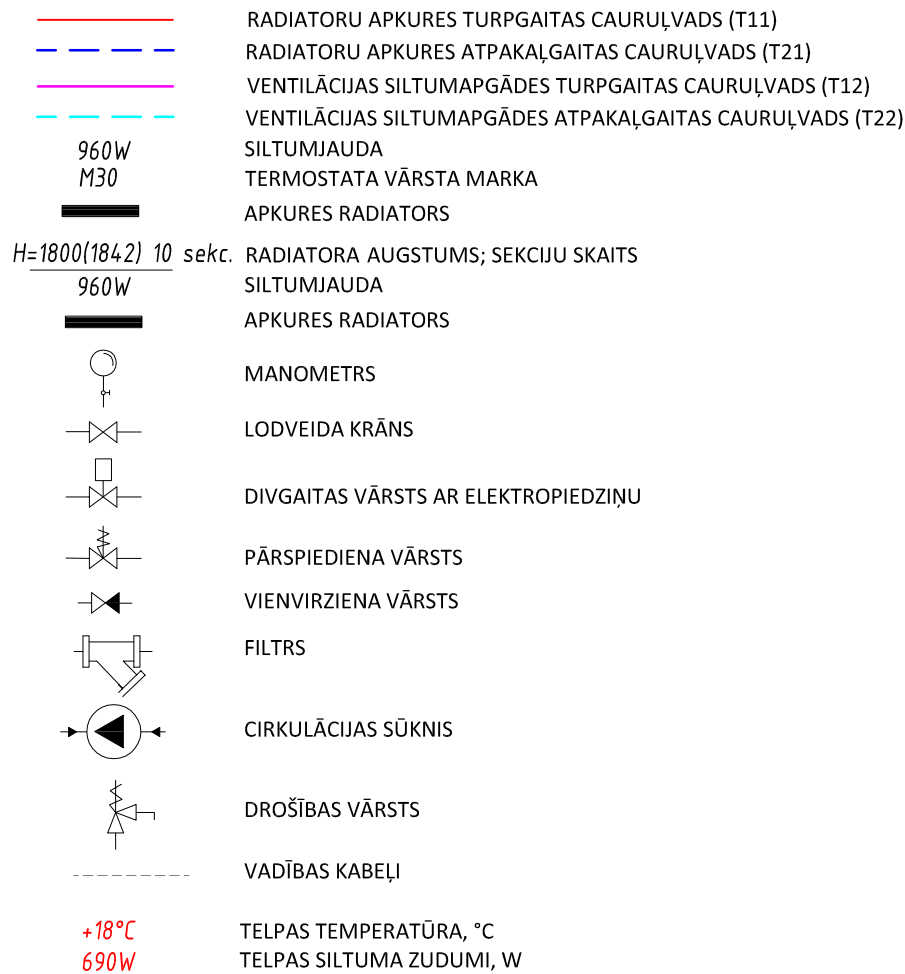 RADIATORU APKURES TURPGAITAS CAURUĻVADS (T11)
RADIATORU APKURES ATPAKAĻGAITAS CAURUĻVADS (T21)
VENTILĀCIJAS SILTUMAPGĀDES TURPGAITAS CAURUĻVADS (T12)
VENTILĀCIJAS SILTUMAPGĀDES ATPAKAĻGAITAS CAURUĻVADS (T22)
960W SILTUMJAUDA
M30 TERMOSTATA VĀRSTA MARKA
APKURES RADIATORS
H=1800(1842) 10 sekc. RADIATORA AUGSTUMS; SEKCIJU SKAITS
960W SILTUMJAUDA
APKURES RADIATORS
MANOMETRS
LODVEIDA KRĀNS
DIVGAITAS VĀRSTS AR ELEKTROPIEDZIŅU
PĀRSPIEDIENA VĀRSTS
VIENVIRZIENA VĀRSTS
FILTRS
CIRKULĀCIJAS SŪKNIS
DROŠĪBAS VĀRSTS
VADĪBAS KABEĻI
+18°C TELPAS TEMPERATŪRA, °C
690W TELPAS SILTUMA ZUDUMI, W